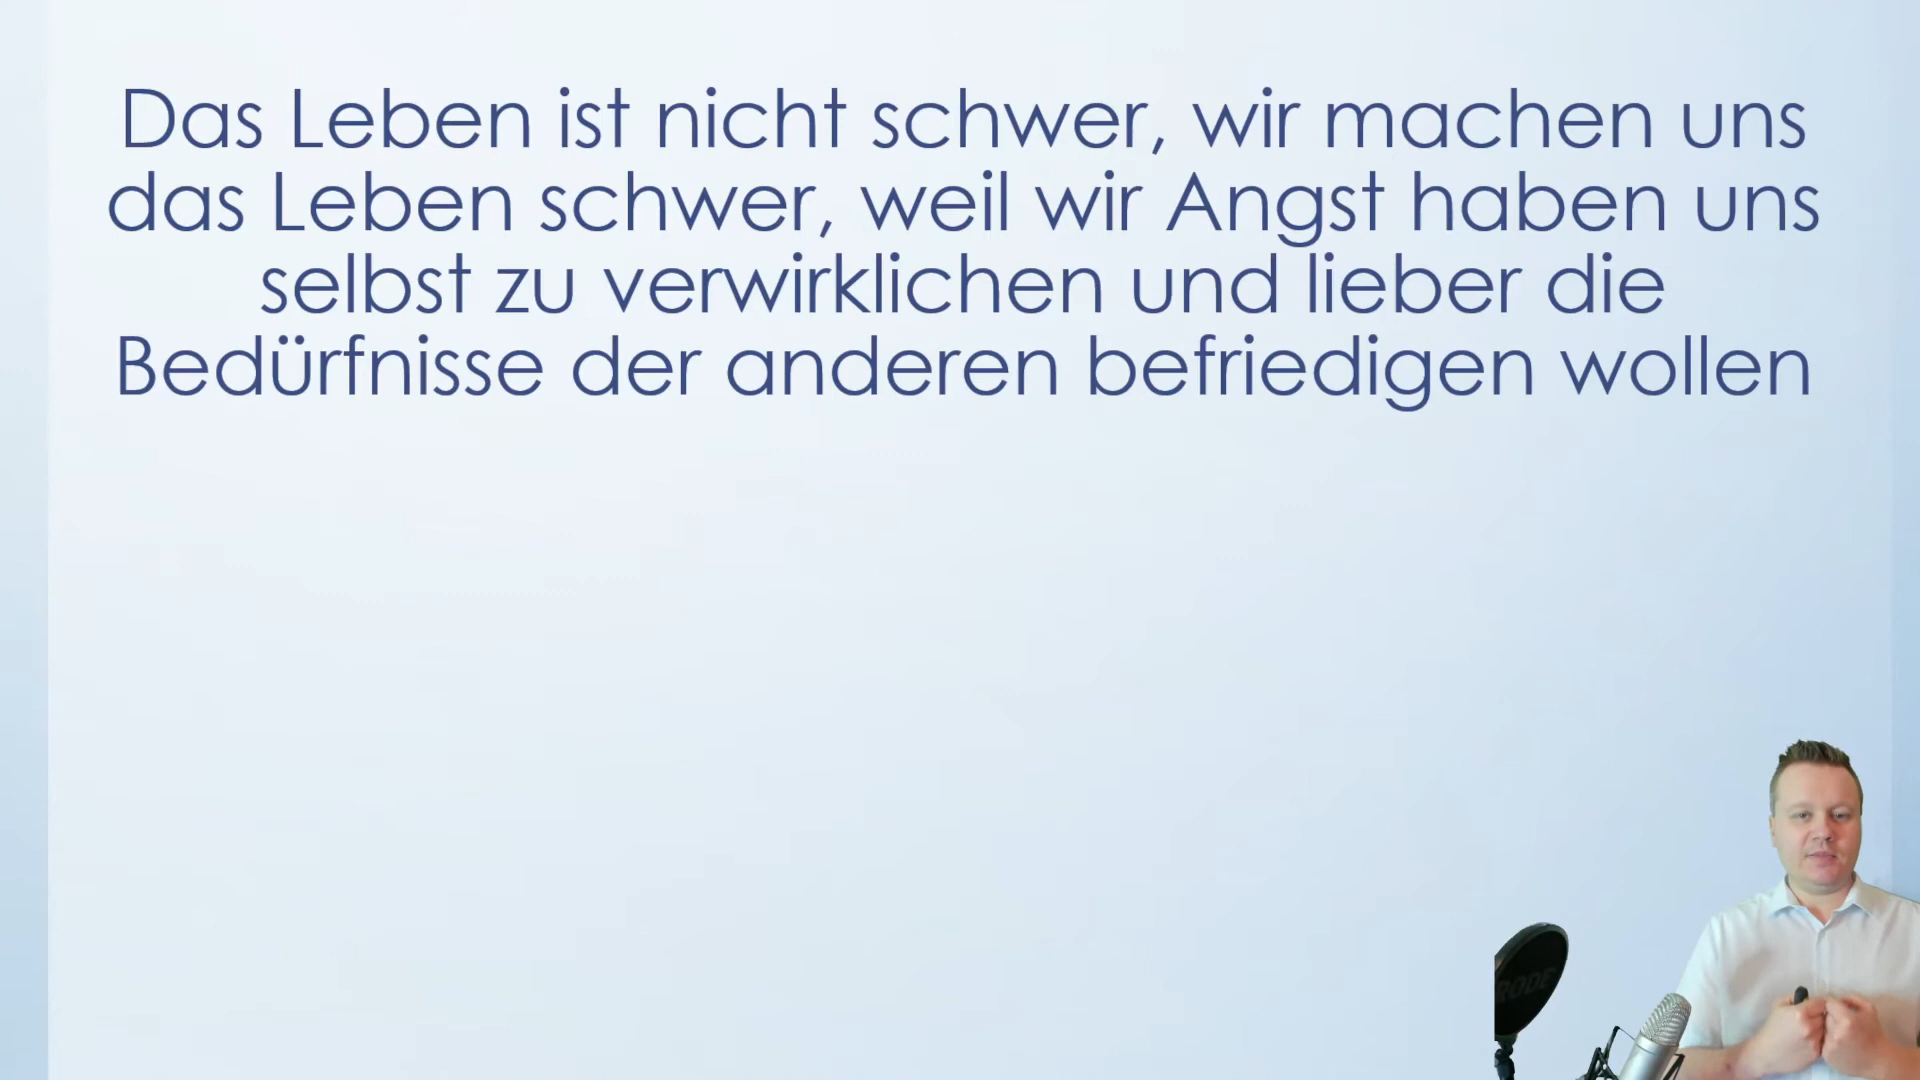 Das Leben ist nicht schwer, wir machen uns
das Leben schwer, weil wir Angst haben uns
selbst zu verwirklichen und lieber die
Bedürfnisse der anderen befriedigen wollen
RODE